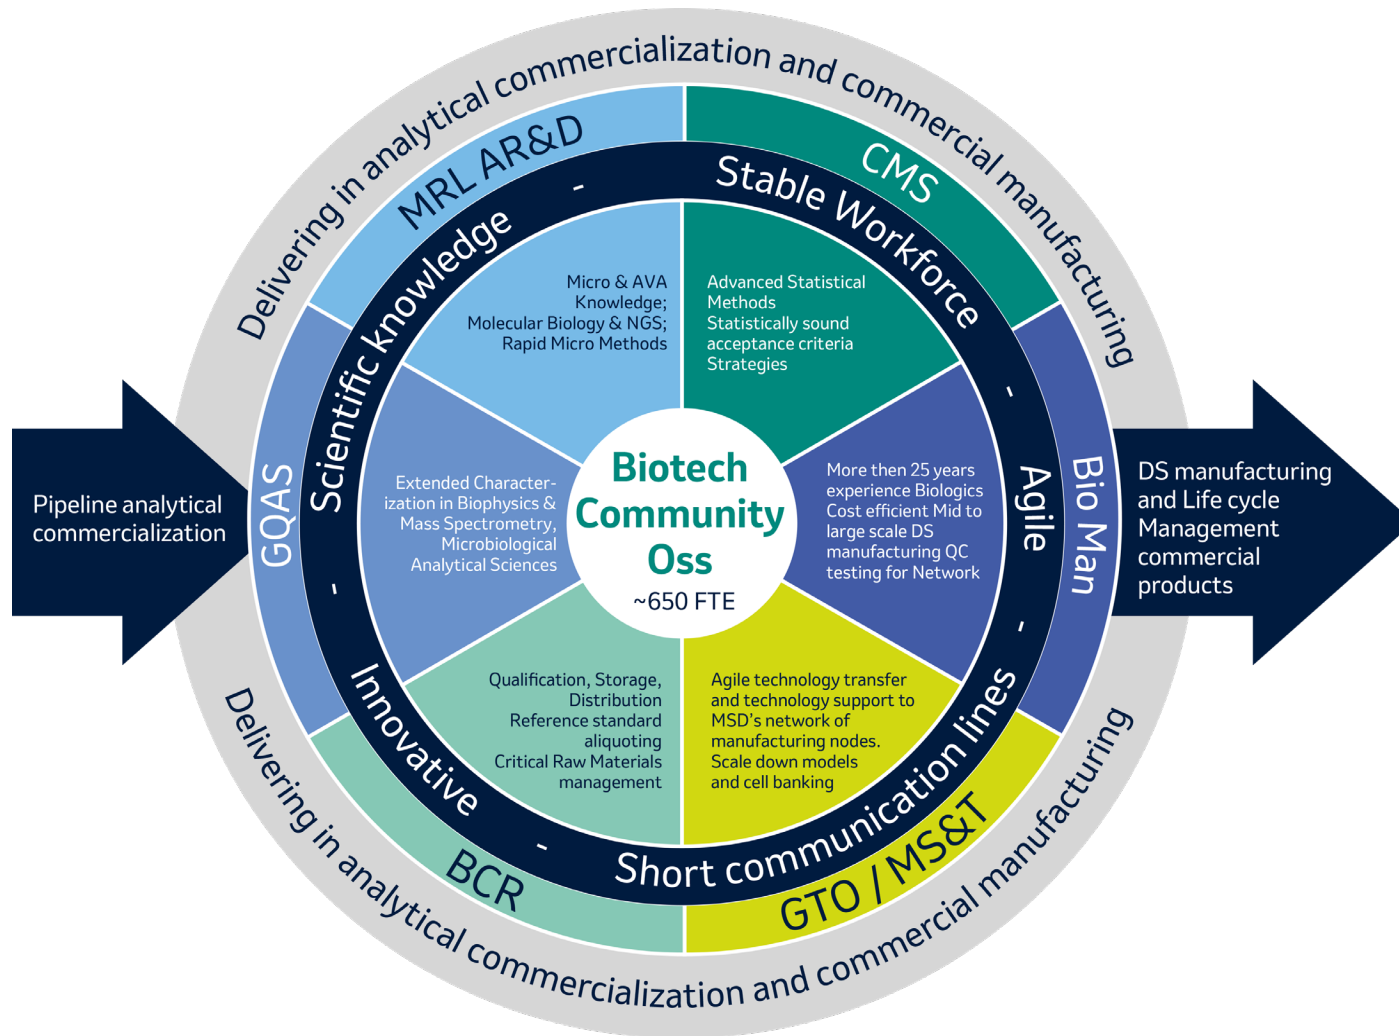 Delivering in analytical commercialization and commercial manufacturing
MRL AR&D
CMS
Bio Man
GTO / MS&T
BCR
GQAS
Scientific knowledge - Stable Workforce - Agile - Short communication lines - Innovative -
Micro & AVA
Knowledge;
Molecular Biology & NGS;
Rapid Micro Methods
Advanced Statistical
Methods
Statistically sound
acceptance criteria
Strategies
Pipeline analytical
commercialization
Extended Character-
ization in Biophysics &
Mass Spectrometry,
Microbiological
Analytical Sciences
Biotech
Community
Oss
~650 FTE
More then 25 years
experience Biologics
Cost efficient Mid to
large scale DS
manufacturing QC
testing for Network
DS manufacturing
and Life cycle
Management
commercial
products
Qualification, Storage,
Distribution
Reference standard
aliquoting
Critical Raw Materials
management
Agile technology transfer
and technology support to
MSD's network of
manufacturing nodes.
Scale down models
and cell banking
Delivering in analytical commercialization and commercial manufacturing